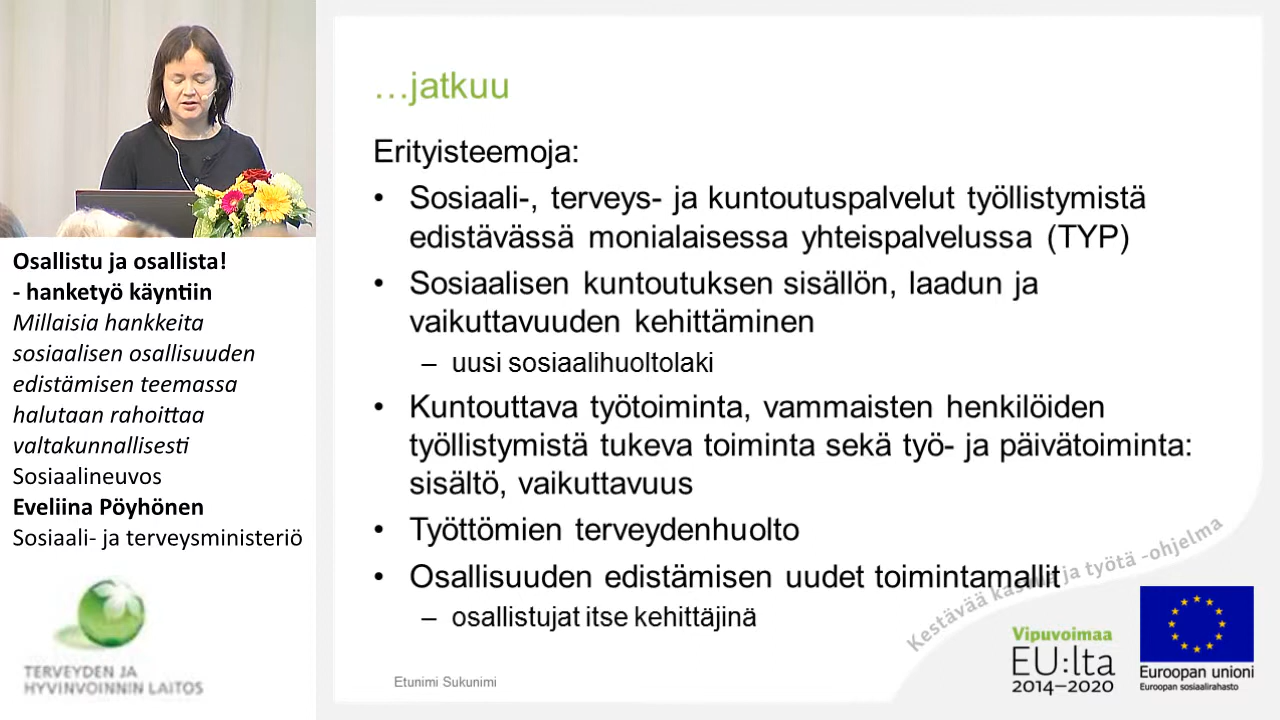 Osallistu ja osallista!
- hanketyö käyntiin
Millaisia hankkeita
sosiaalisen osallisuuden
edistämisen teemassa
halutaan rahoittaa
valtakunnallisesti
Sosiaalineuvos
Eveliina Pöyhönen
Sosiaali- ja terveysministeriö
TERVEYDEN JA
HYVINVOINNIN LAITOS
…jatkuu
Erityisteemoja:
• Sosiaali-, terveys- ja kuntoutuspalvelut työllistymistä
edistävässä monialaisessa yhteispalvelussa (TYP)
• Sosiaalisen kuntoutuksen sisällön, laadun ja
vaikuttavuuden kehittäminen
– uusi sosiaalihuoltolaki
• Kuntouttava työtoiminta, vammaisten henkilöiden
työllistymistä tukeva toiminta sekä työ- ja päivätoiminta:
sisältö, vaikuttavuus
• Työttömien terveydenhuolto
• Osallisuuden edistämisen uudet toimintamallit
– osallistujat itse kehittäjinä
Etunimi Sukunimi
Kestävää kasvua ja työtä -ohjelma
Vipuvoimaa
EU:lta
2014–2020
Euroopan unioni
Euroopan sosiaalirahasto